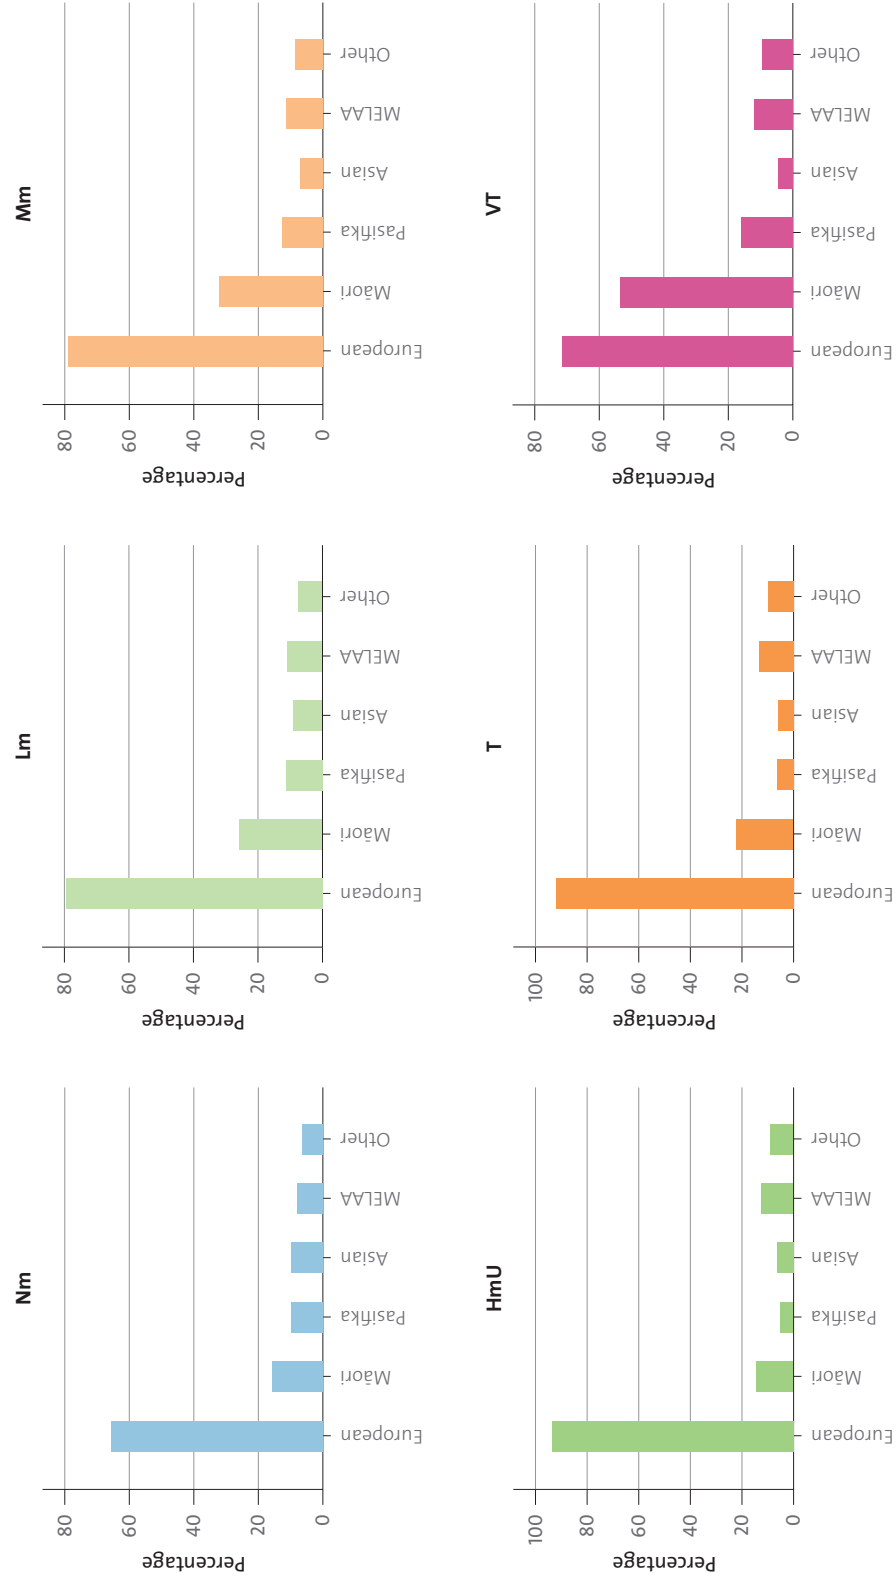 Nm
Percentage
80
60
40
20
0
European
Māori
Pasifika
Asian
MELAA
Other
Lm
Percentage
80
60
40
20
0
European
Māori
Pasifika
Asian
MELAA
Other
Mm
Percentage
80
60
40
20
0
European
Māori
Pasifika
Asian
MELAA
Other
HmU
Percentage
100
80
60
40
20
0
European
Māori
Pasifika
Asian
MELAA
Other
T
Percentage
100
80
60
40
20
0
European
Māori
Pasifika
Asian
MELAA
Other
VT
Percentage
80
60
40
20
0
European
Māori
Pasifika
Asian
MELAA
Other